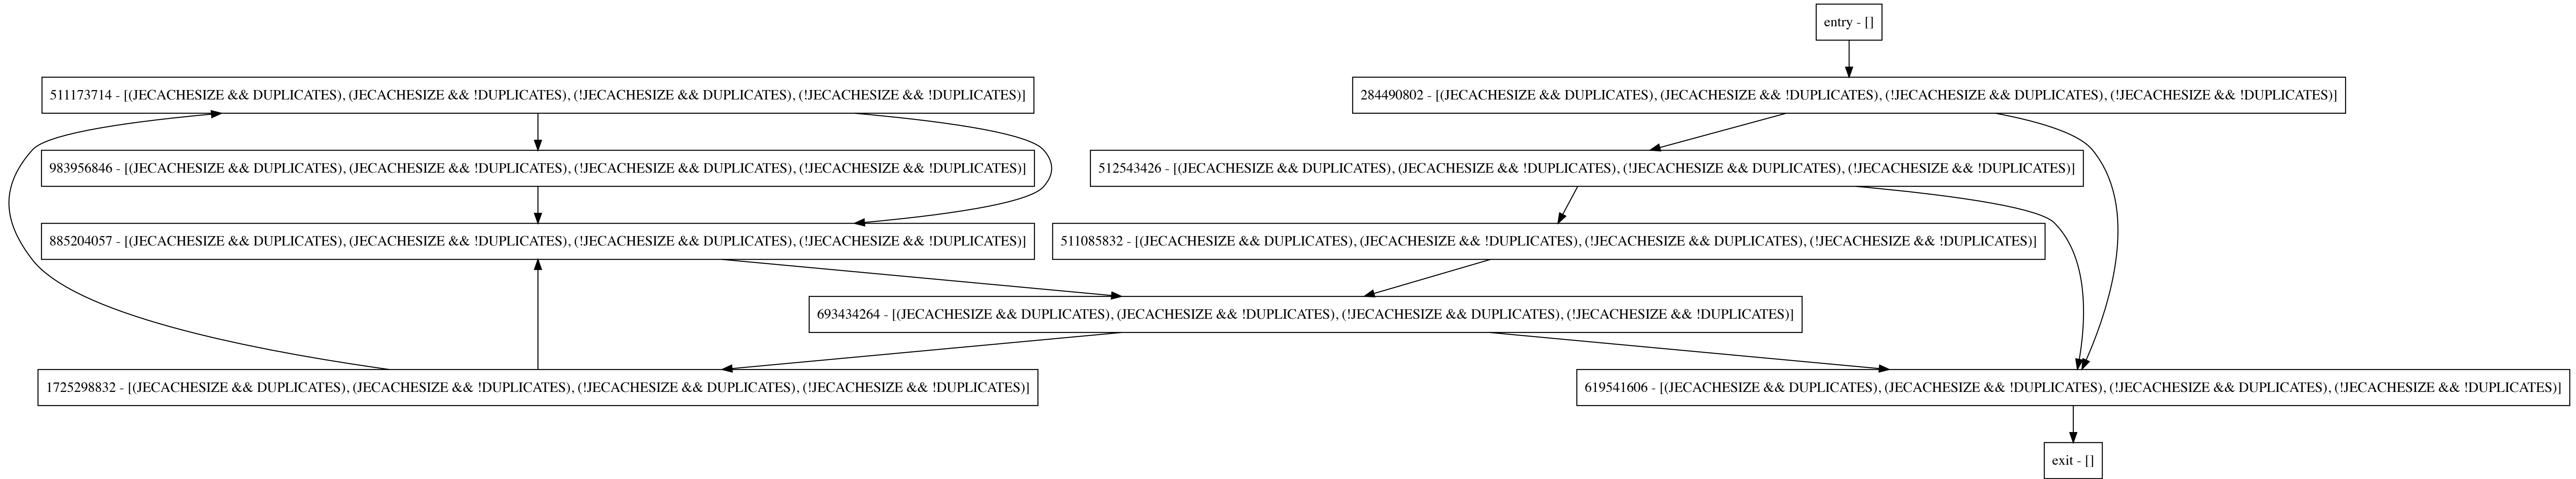 entry - []
511173714 - [(JECACHESIZE && DUPLICATES), (JECACHESIZE && !DUPLICATES), (!JECACHESIZE && DUPLICATES), (!JECACHESIZE && !DUPLICATES)]
284490802 - [(JECACHESIZE && DUPLICATES), (JECACHESIZE && !DUPLICATES), (!JECACHESIZE && DUPLICATES), (!JECACHESIZE && !DUPLICATES)]
983956846 - [(JECACHESIZE && DUPLICATES), (JECACHESIZE && !DUPLICATES), (!JECACHESIZE && DUPLICATES), (!JECACHESIZE && !DUPLICATES)]
512543426 - [(JECACHESIZE && DUPLICATES), (JECACHESIZE && !DUPLICATES), (!JECACHESIZE && DUPLICATES), (!JECACHESIZE && !DUPLICATES)]
885204057 - [(JECACHESIZE && DUPLICATES), (JECACHESIZE && !DUPLICATES), (!JECACHESIZE && DUPLICATES), (!JECACHESIZE && !DUPLICATES)]
511085832 - [(JECACHESIZE && DUPLICATES), (JECACHESIZE && !DUPLICATES), (!JECACHESIZE && DUPLICATES), (!JECACHESIZE && !DUPLICATES)]
693434264 - [(JECACHESIZE && DUPLICATES), (JECACHESIZE && !DUPLICATES), (!JECACHESIZE && DUPLICATES), (!JECACHESIZE && !DUPLICATES)]
1725298832 - [(JECACHESIZE && DUPLICATES), (JECACHESIZE && !DUPLICATES), (!JECACHESIZE && DUPLICATES), (!JECACHESIZE && !DUPLICATES)]
619541606 - [(JECACHESIZE && DUPLICATES), (JECACHESIZE && !DUPLICATES), (!JECACHESIZE && DUPLICATES), (!JECACHESIZE && !DUPLICATES)]
exit - []